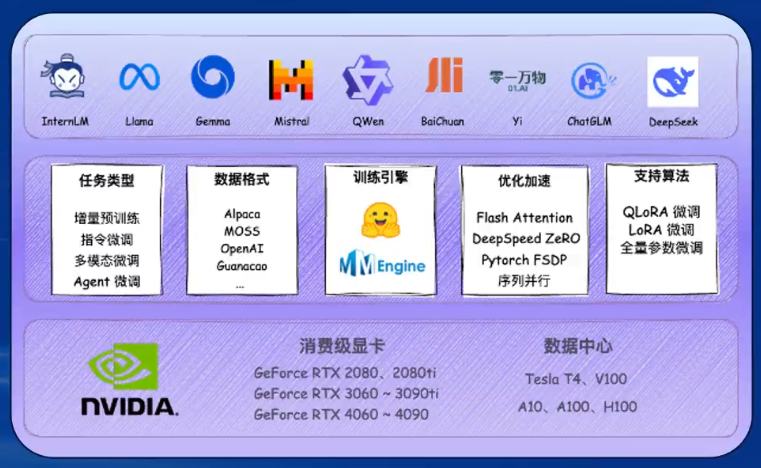 InternLM
Llama
Gemma
Mistral
QWen
BaiChuan
零一万物
01.AI
Yi
ChatGLM
DeepSeek
任务类型
增量预训练
指令微调
多模态微调
Agent 微调
数据格式
Alpaca
MOSS
OpenAI
Guanacao
...
训练引擎
MMEngine
优化加速
Flash Attention
DeepSpeed ZeRO
Pytorch FSDP
序列并行
支持算法
QLoRA 微调
LoRA 微调
全量参数微调
NVIDIA.
消费级显卡
GeForce RTX 2080、2080ti
GeForce RTX 3060 ~ 3090ti
GeForce RTX 4060 ~ 4090
数据中心
Tesla T4、V100
A10、A100、H100